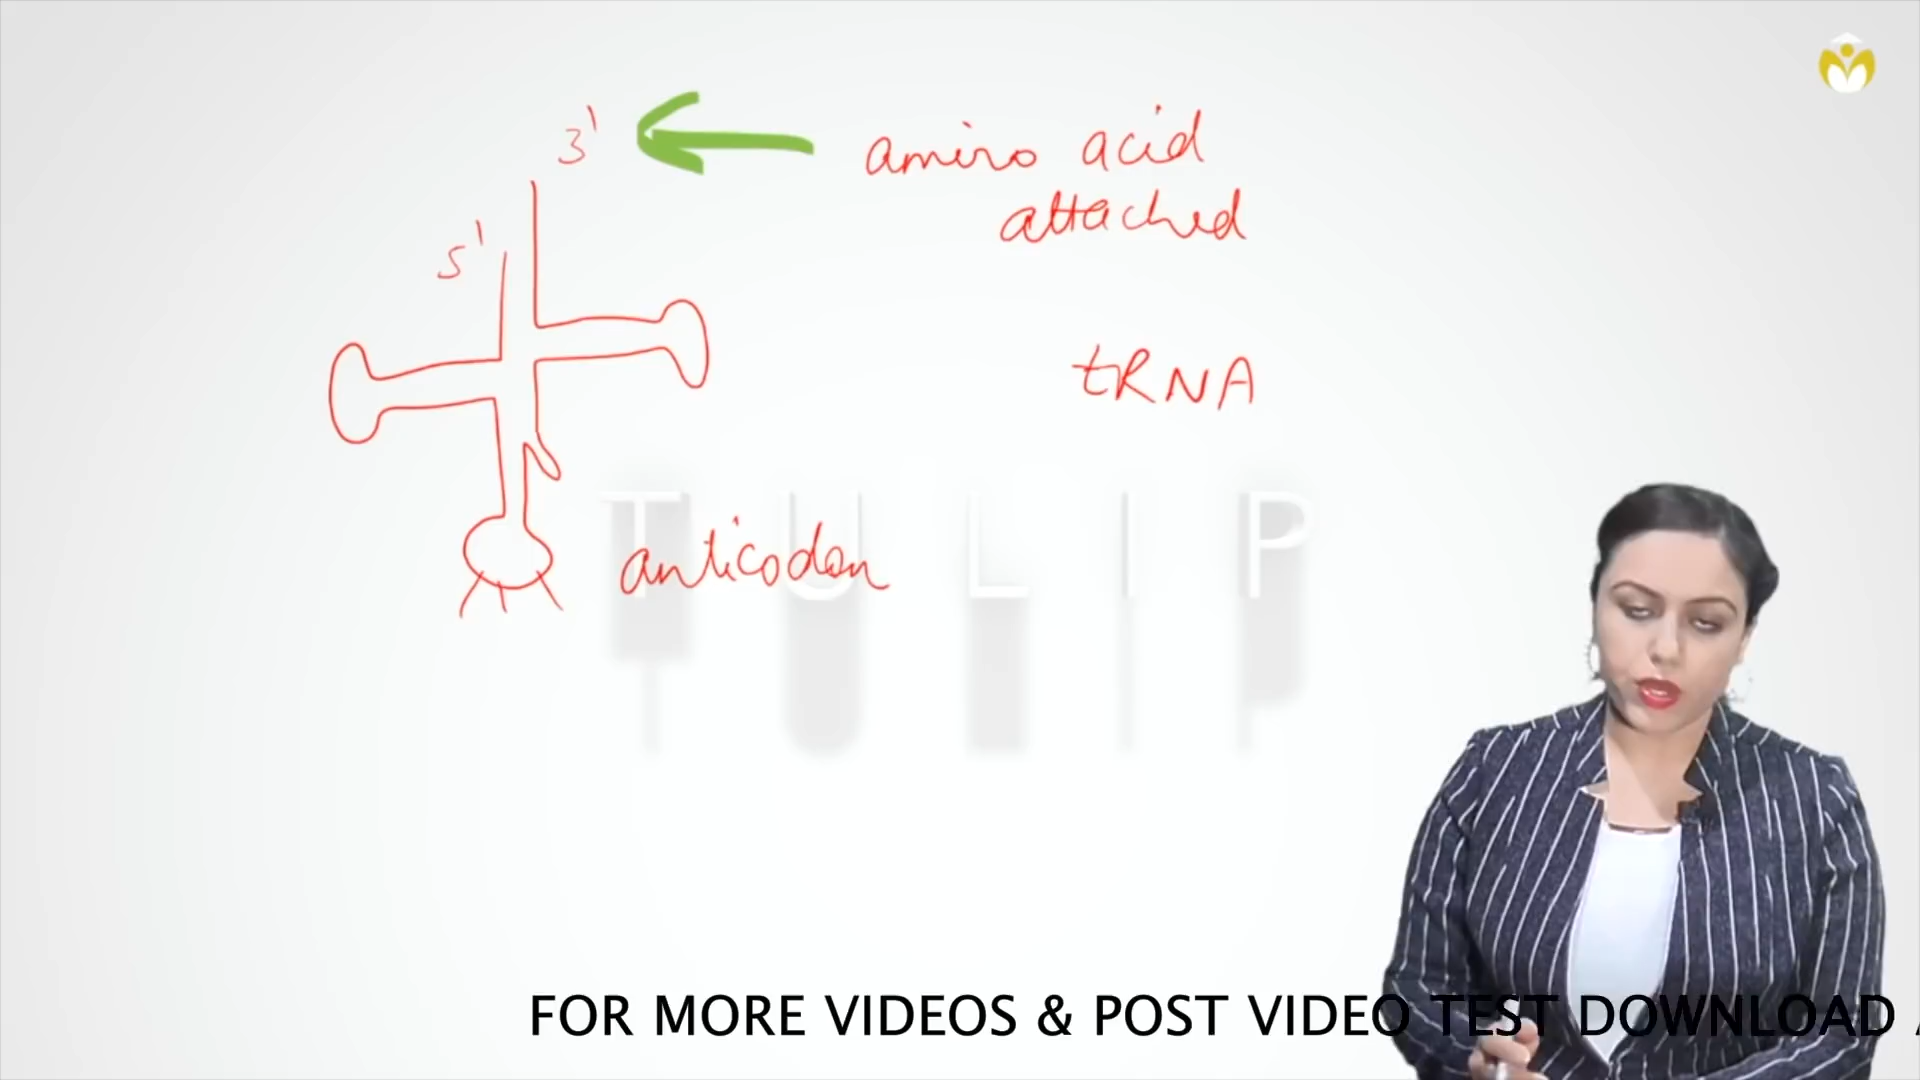 3'
amino acid
attached
5'
tRNA
TULIP
anticodon
FOR MORE VIDEOS & POST VIDEO TEST DOWNLOAD